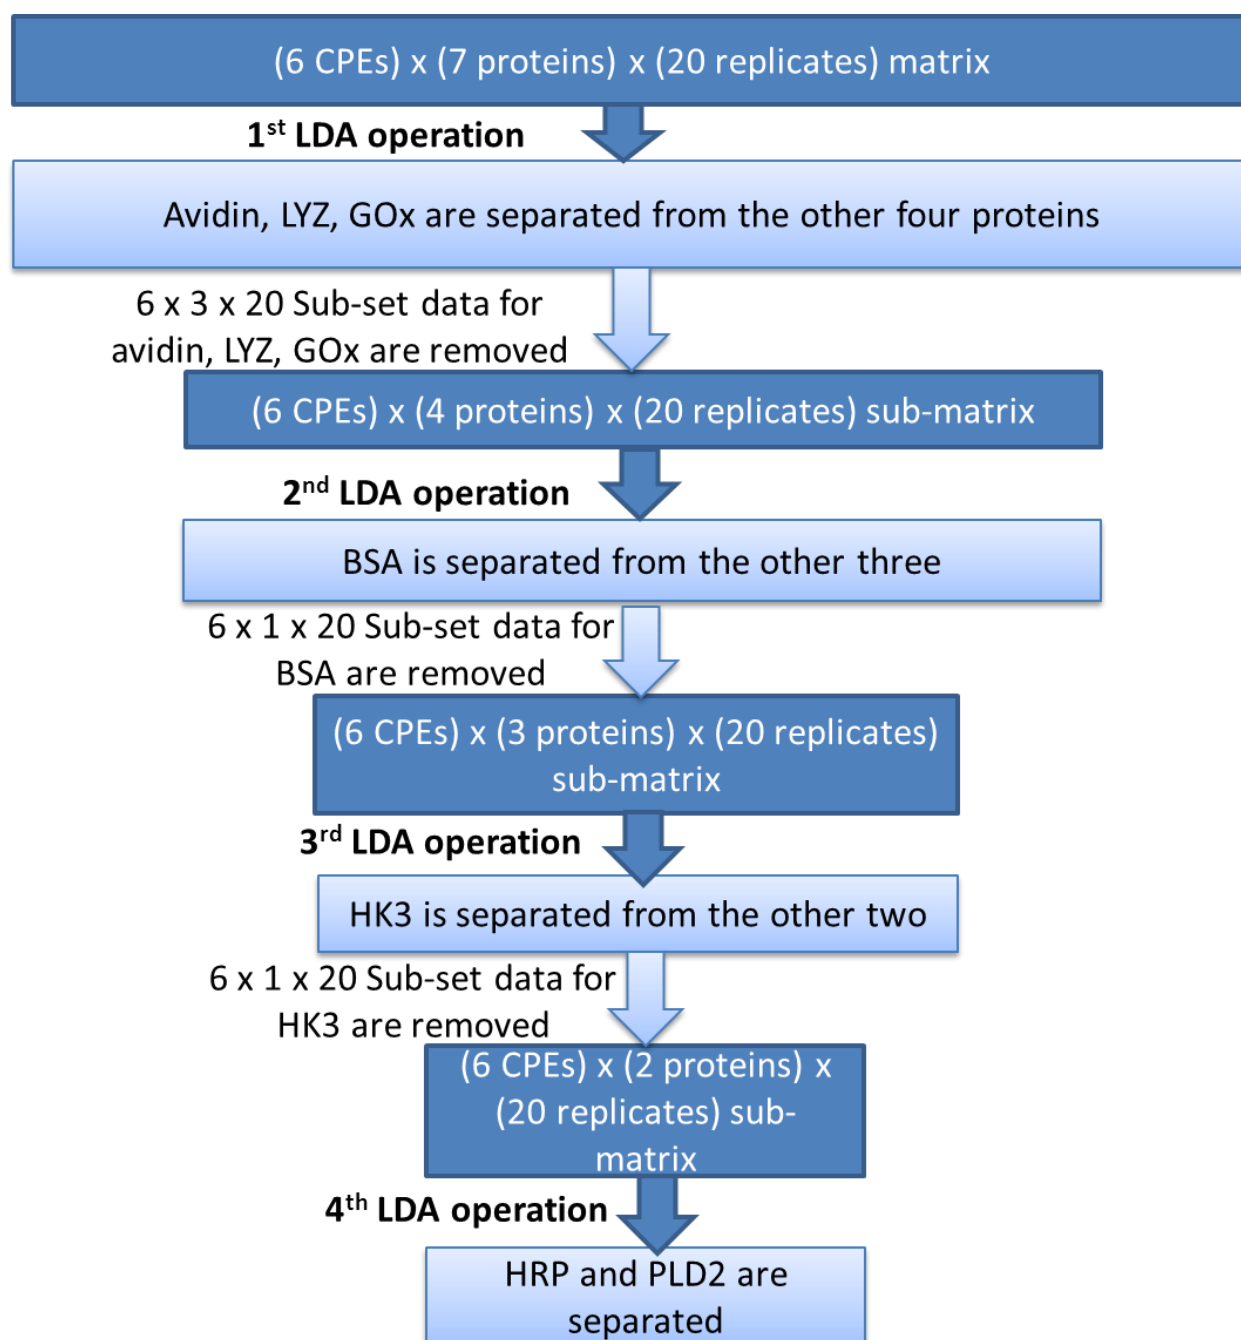 (6 CPEs) x (7 proteins) x (20 replicates) matrix
1st LDA operation
Avidin, LYZ, GOx are separated from the other four proteins
6 x 3 x 20 Sub-set data for
avidin, LYZ, GOx are removed
(6 CPEs) x (4 proteins) x (20 replicates) sub-matrix
2nd LDA operation
BSA is separated from the other three
6 x 1 x 20 Sub-set data for
BSA are removed
(6 CPEs) x (3 proteins) x (20 replicates)
sub-matrix
3rd LDA operation
HK3 is separated from the other two
6 x 1 x 20 Sub-set data for
HK3 are removed
(6 CPEs) x (2 proteins) x
(20 replicates) sub-
matrix
4th LDA operation
HRP and PLD2 are
separated